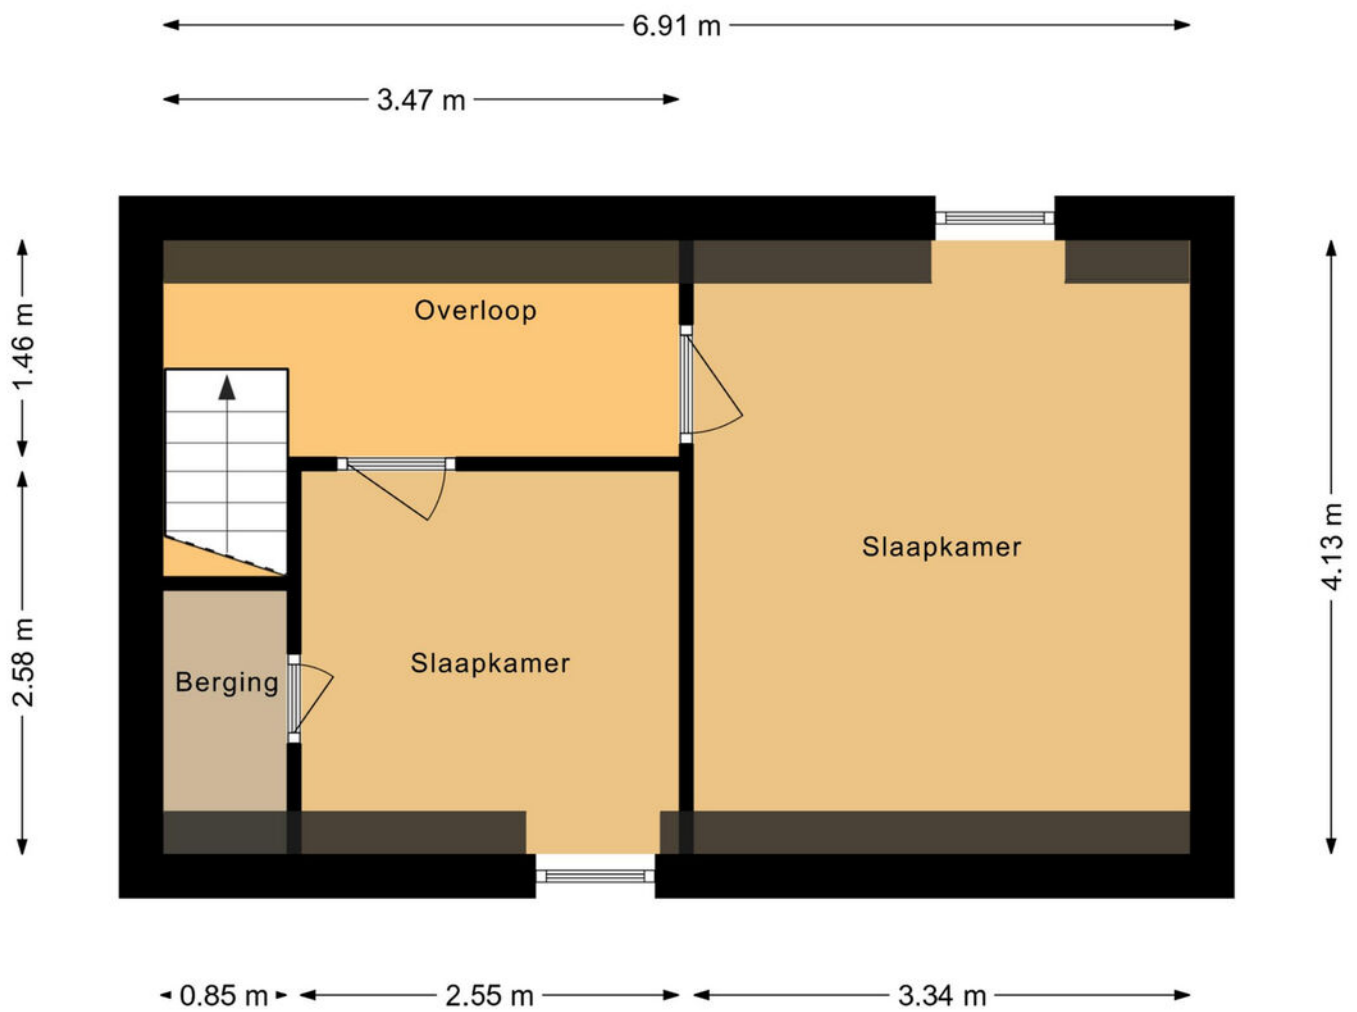 6.91 m
3.47 m
Overloop
1.46 m
Slaapkamer
4.13 m
2.58 m
Slaapkamer
Berging
0.85 m
2.55 m
3.34 m